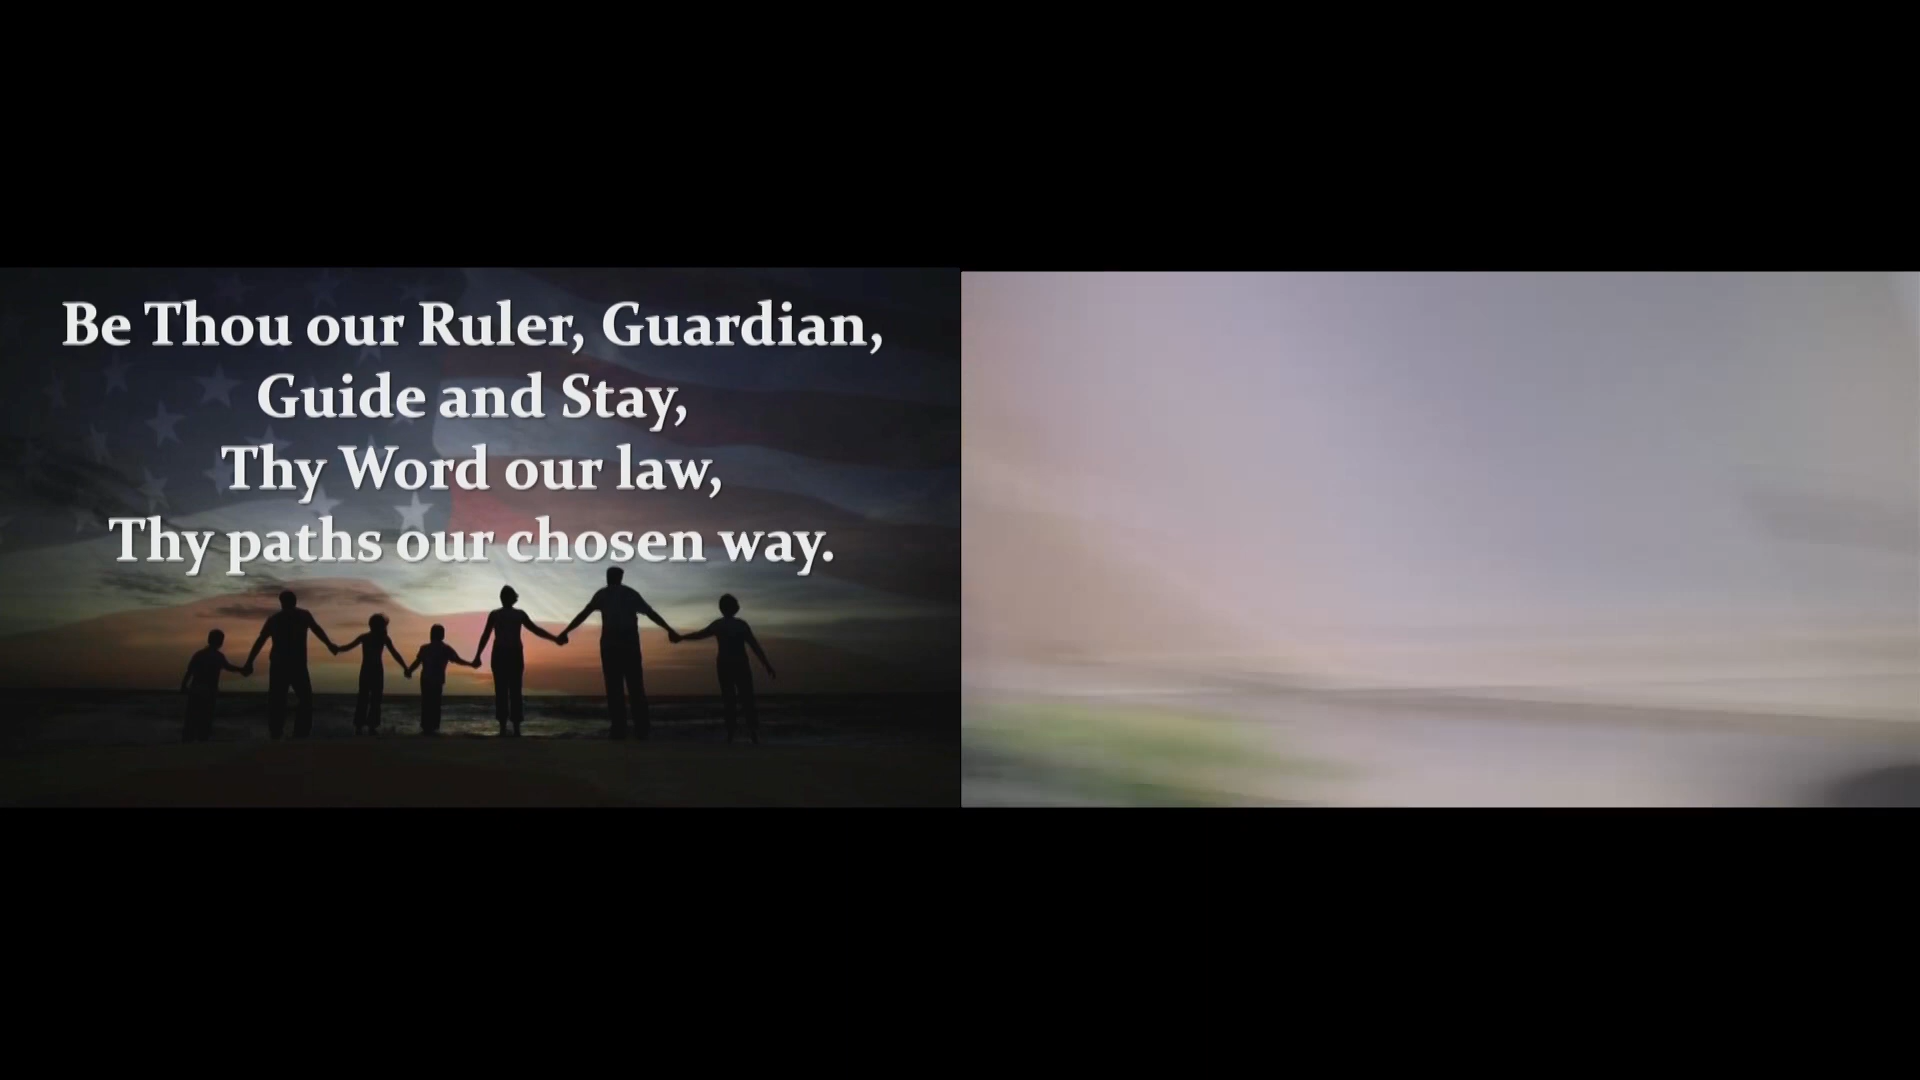 Be Thou our Ruler, Guardian,
Guide and Stay,
Thy Word our law,
Thy paths our chosen way.